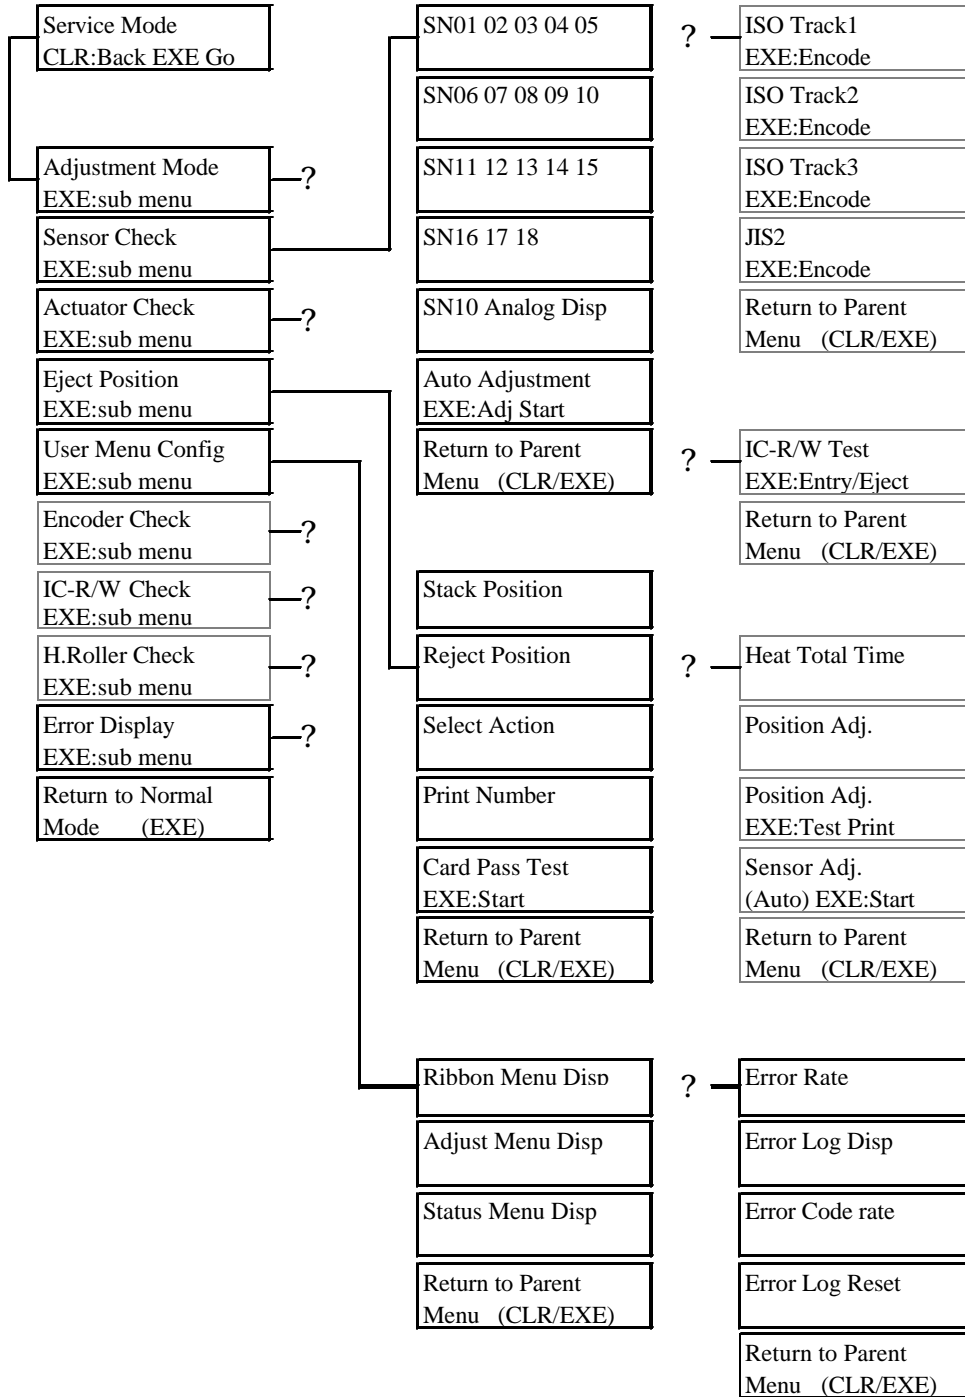 Service Mode
CLR:Back EXE Go
Adjustment Mode
EXE:sub menu
?
Sensor Check
EXE:sub menu
Actuator Check
EXE:sub menu
?
Eject Position
EXE:sub menu
User Menu Config
EXE:sub menu
Encoder Check
EXE:sub menu
?
IC-R/W Check
EXE:sub menu
?
H.Roller Check
EXE:sub menu
?
Error Display
EXE:sub menu
?
Return to Normal
Mode (EXE)
SN01 02 03 04 05
SN06 07 08 09 10
SN11 12 13 14 15
SN16 17 18
SN10 Analog Disp
Auto Adjustment
EXE:Adj Start
Return to Parent
Menu (CLR/EXE)
Stack Position
Reject Position
Select Action
Print Number
Card Pass Test
EXE:Start
Return to Parent
Menu (CLR/EXE)
Ribbon Menu Disp
Adjust Menu Disp
Status Menu Disp
Return to Parent
Menu (CLR/EXE)
?
ISO Track1
EXE:Encode
ISO Track2
EXE:Encode
ISO Track3
EXE:Encode
JIS2
EXE:Encode
Return to Parent
Menu (CLR/EXE)
?
IC-R/W Test
EXE:Entry/Eject
Return to Parent
Menu (CLR/EXE)
?
Heat Total Time
Position Adj.
Position Adj.
EXE:Test Print
Sensor Adj.
(Auto) EXE:Start
Return to Parent
Menu (CLR/EXE)
?
Error Rate
Error Log Disp
Error Code rate
Error Log Reset
Return to Parent
Menu (CLR/EXE)